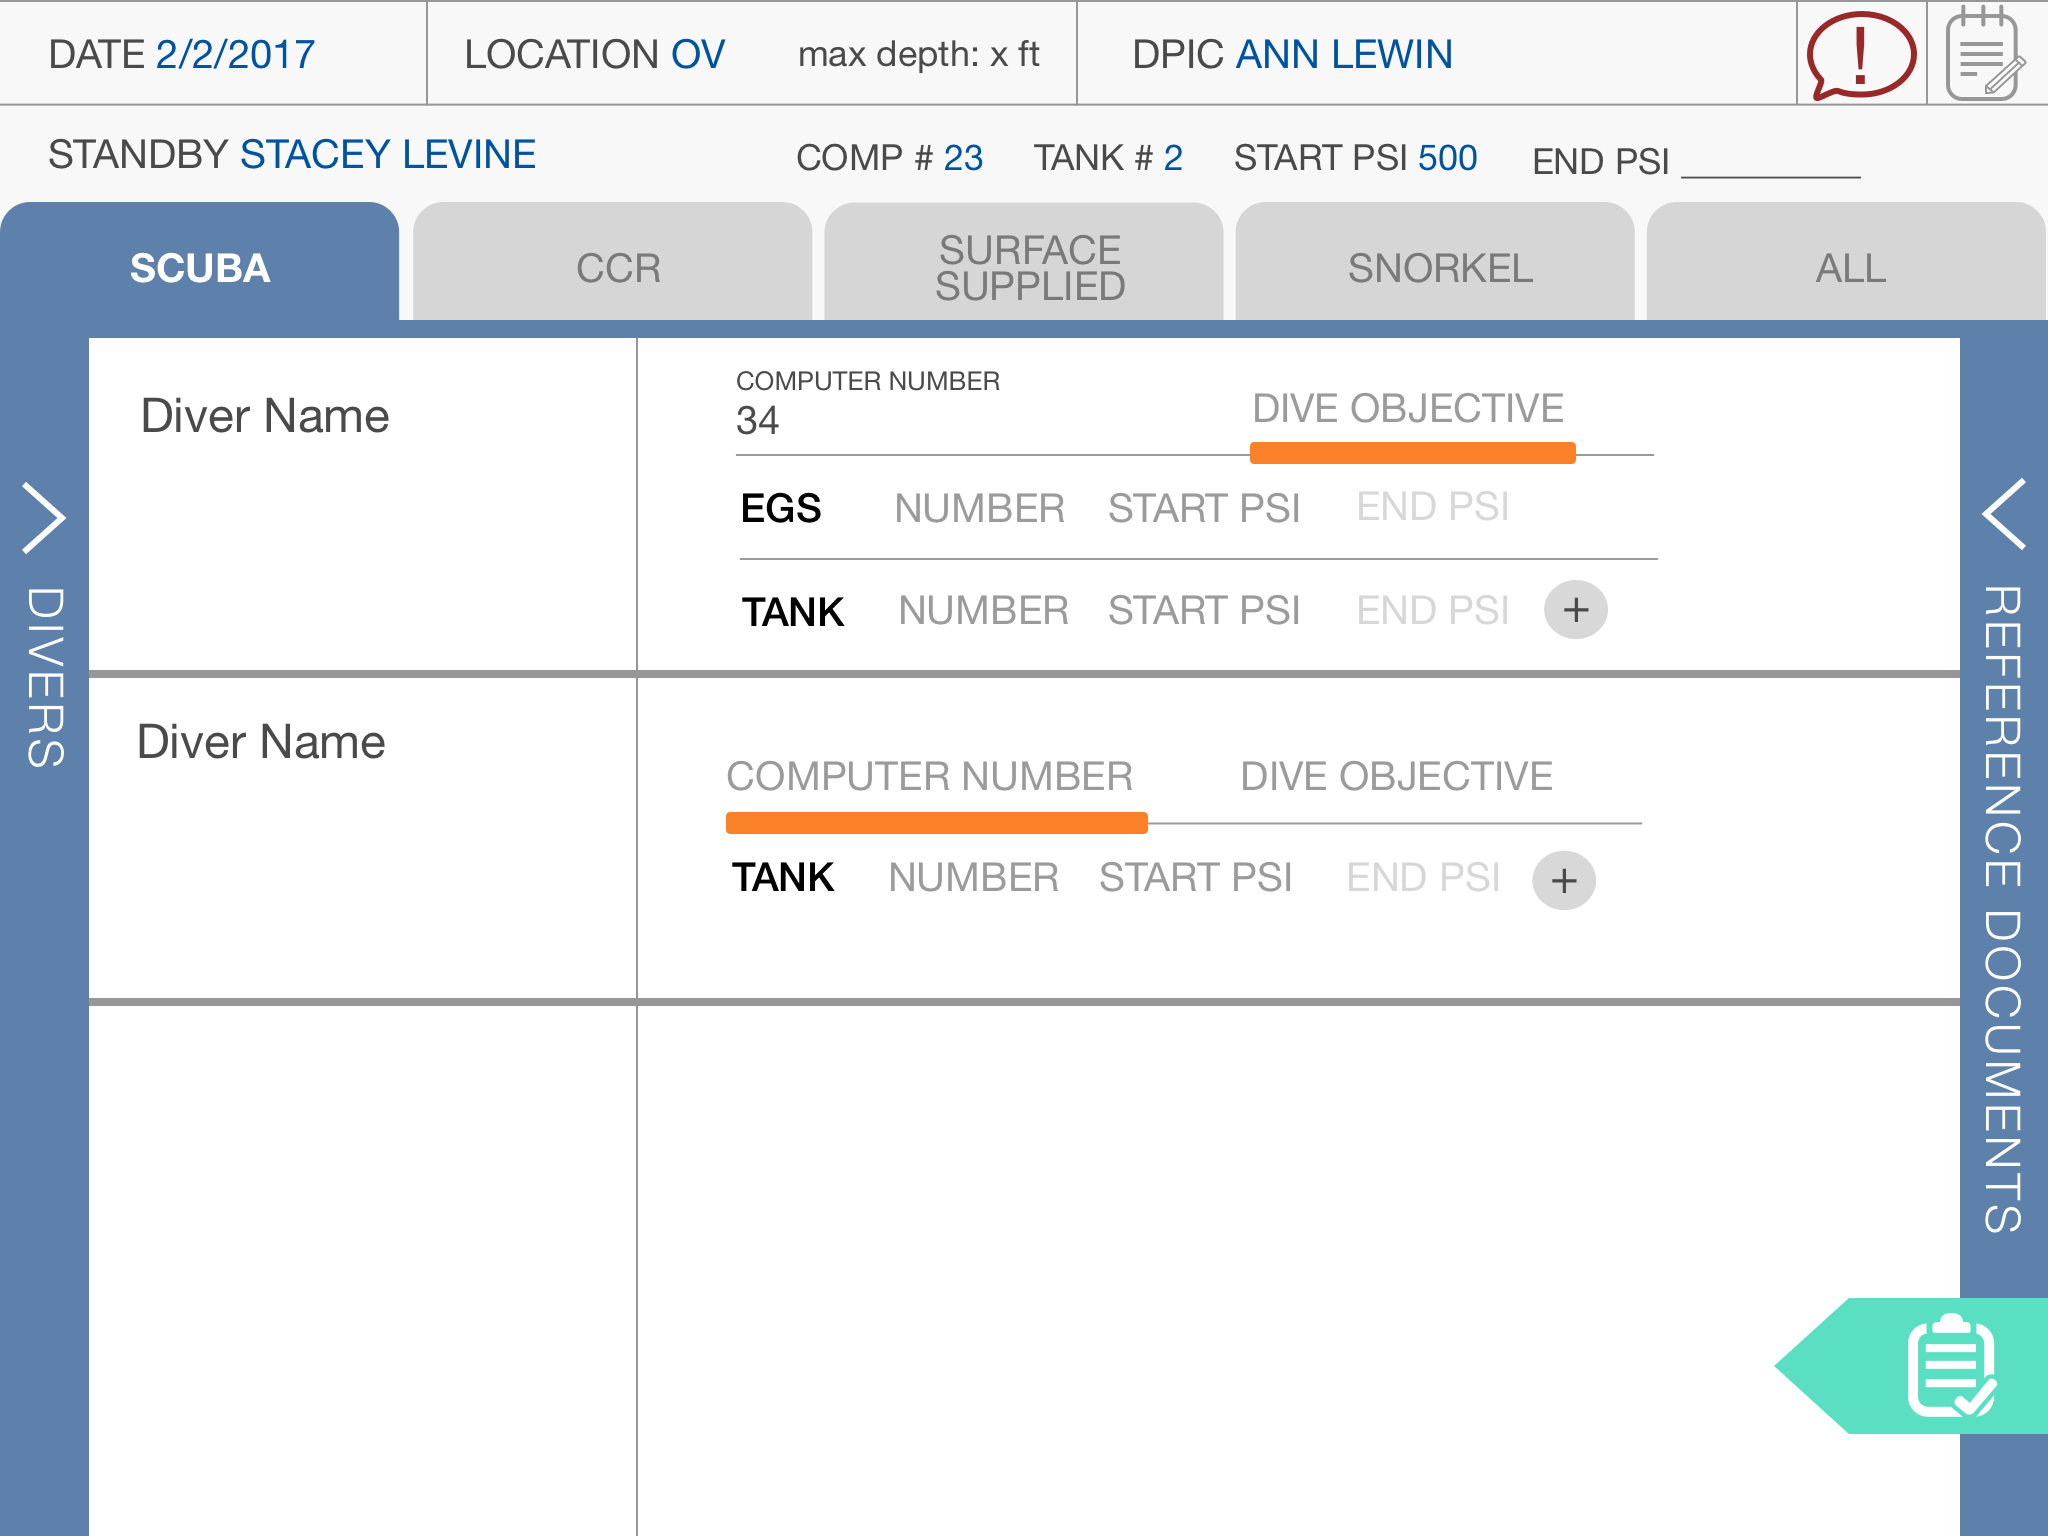 DATE 2/2/2017
LOCATION OV max depth: x ft
DPIC ANN LEWIN
STANDBY STACEY LEVINE
COMP # 23 TANK # 2 START PSI 500 END PSI
SCUBA
CCR
SURFACE
SUPPLIED
SNORKEL
ALL
DIVERS
Diver Name
COMPUTER NUMBER
34
DIVE OBJECTIVE
EGS NUMBER START PSI END PSI
TANK NUMBER START PSI END PSI +
Diver Name
COMPUTER NUMBER DIVE OBJECTIVE
TANK NUMBER START PSI END PSI +
REFERENCE DOCUMENTS